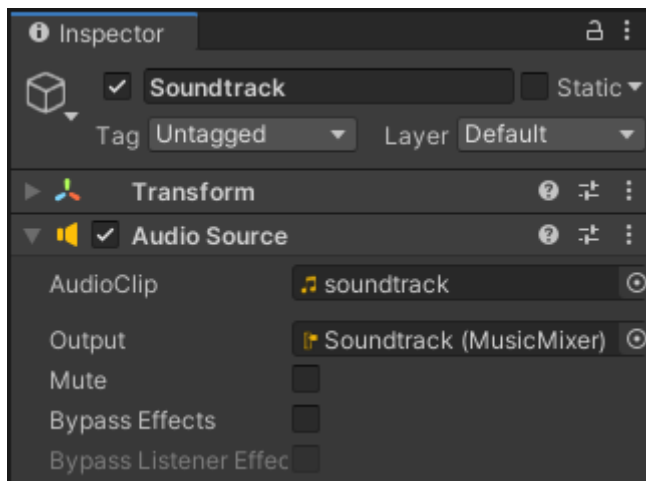 Inspector
Soundtrack Static
Tag Untagged Layer Default
Transform
Audio Source
AudioClip soundtrack
Output Soundtrack (MusicMixer)
Mute
Bypass Effects
Bypass Listener Effec